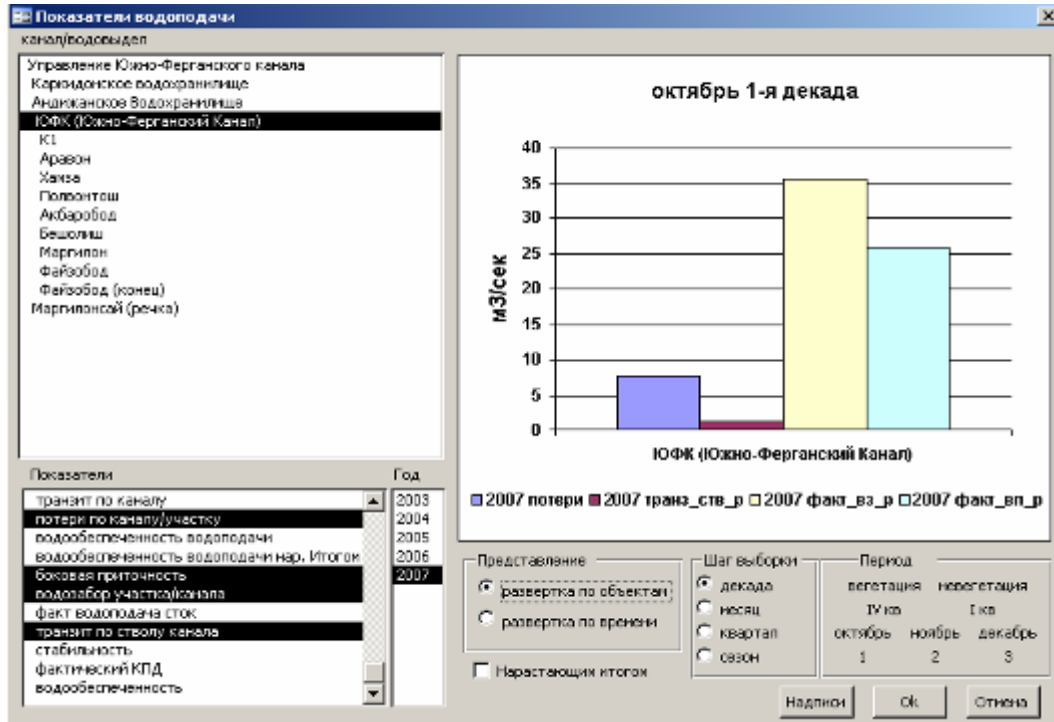 Показатели водоподачи
канал/водовыдел
Управление Южно-Ферганского канала
Каркидонское водохранилище
Андижанское Водохранилище
ЮФК (Южно-Ферганский Канал)
К1
Аравон
Хамза
Полвонтош
Акбаробод
Бешолиш
Маргилон
Файзобод
Файзобод (конец)
Маргилонсай (речка)
октябрь 1-я декада
м3/сек
40
35
30
25
20
15
10
5
0
ЮФК (Южно-Ферганский Канал)
2007 потери 2007 транз_ств_р 2007 факт_вз_р 2007 факт_вп_р
Показатели
транзит по каналу
потери по каналу/участку
водообеспеченность водоподачи
водообеспеченность водоподачи нар. Итогом
боковая приточность
водозабор участка/канала
факт водоподача сток
транзит по стволу канала
стабильность
фактический КПД
водообеспеченность
Год
2003
2004
2005
2006
2007
Представление
развертка по объектам
развертка по времени
Нарастающим итогом
Шаг выборки
декада
месяц
квартал
сезон
Период
вегетация невегетация
IV кв I кв
октябрь ноябрь декабрь
1 2 3
Надписи Ok Отмена